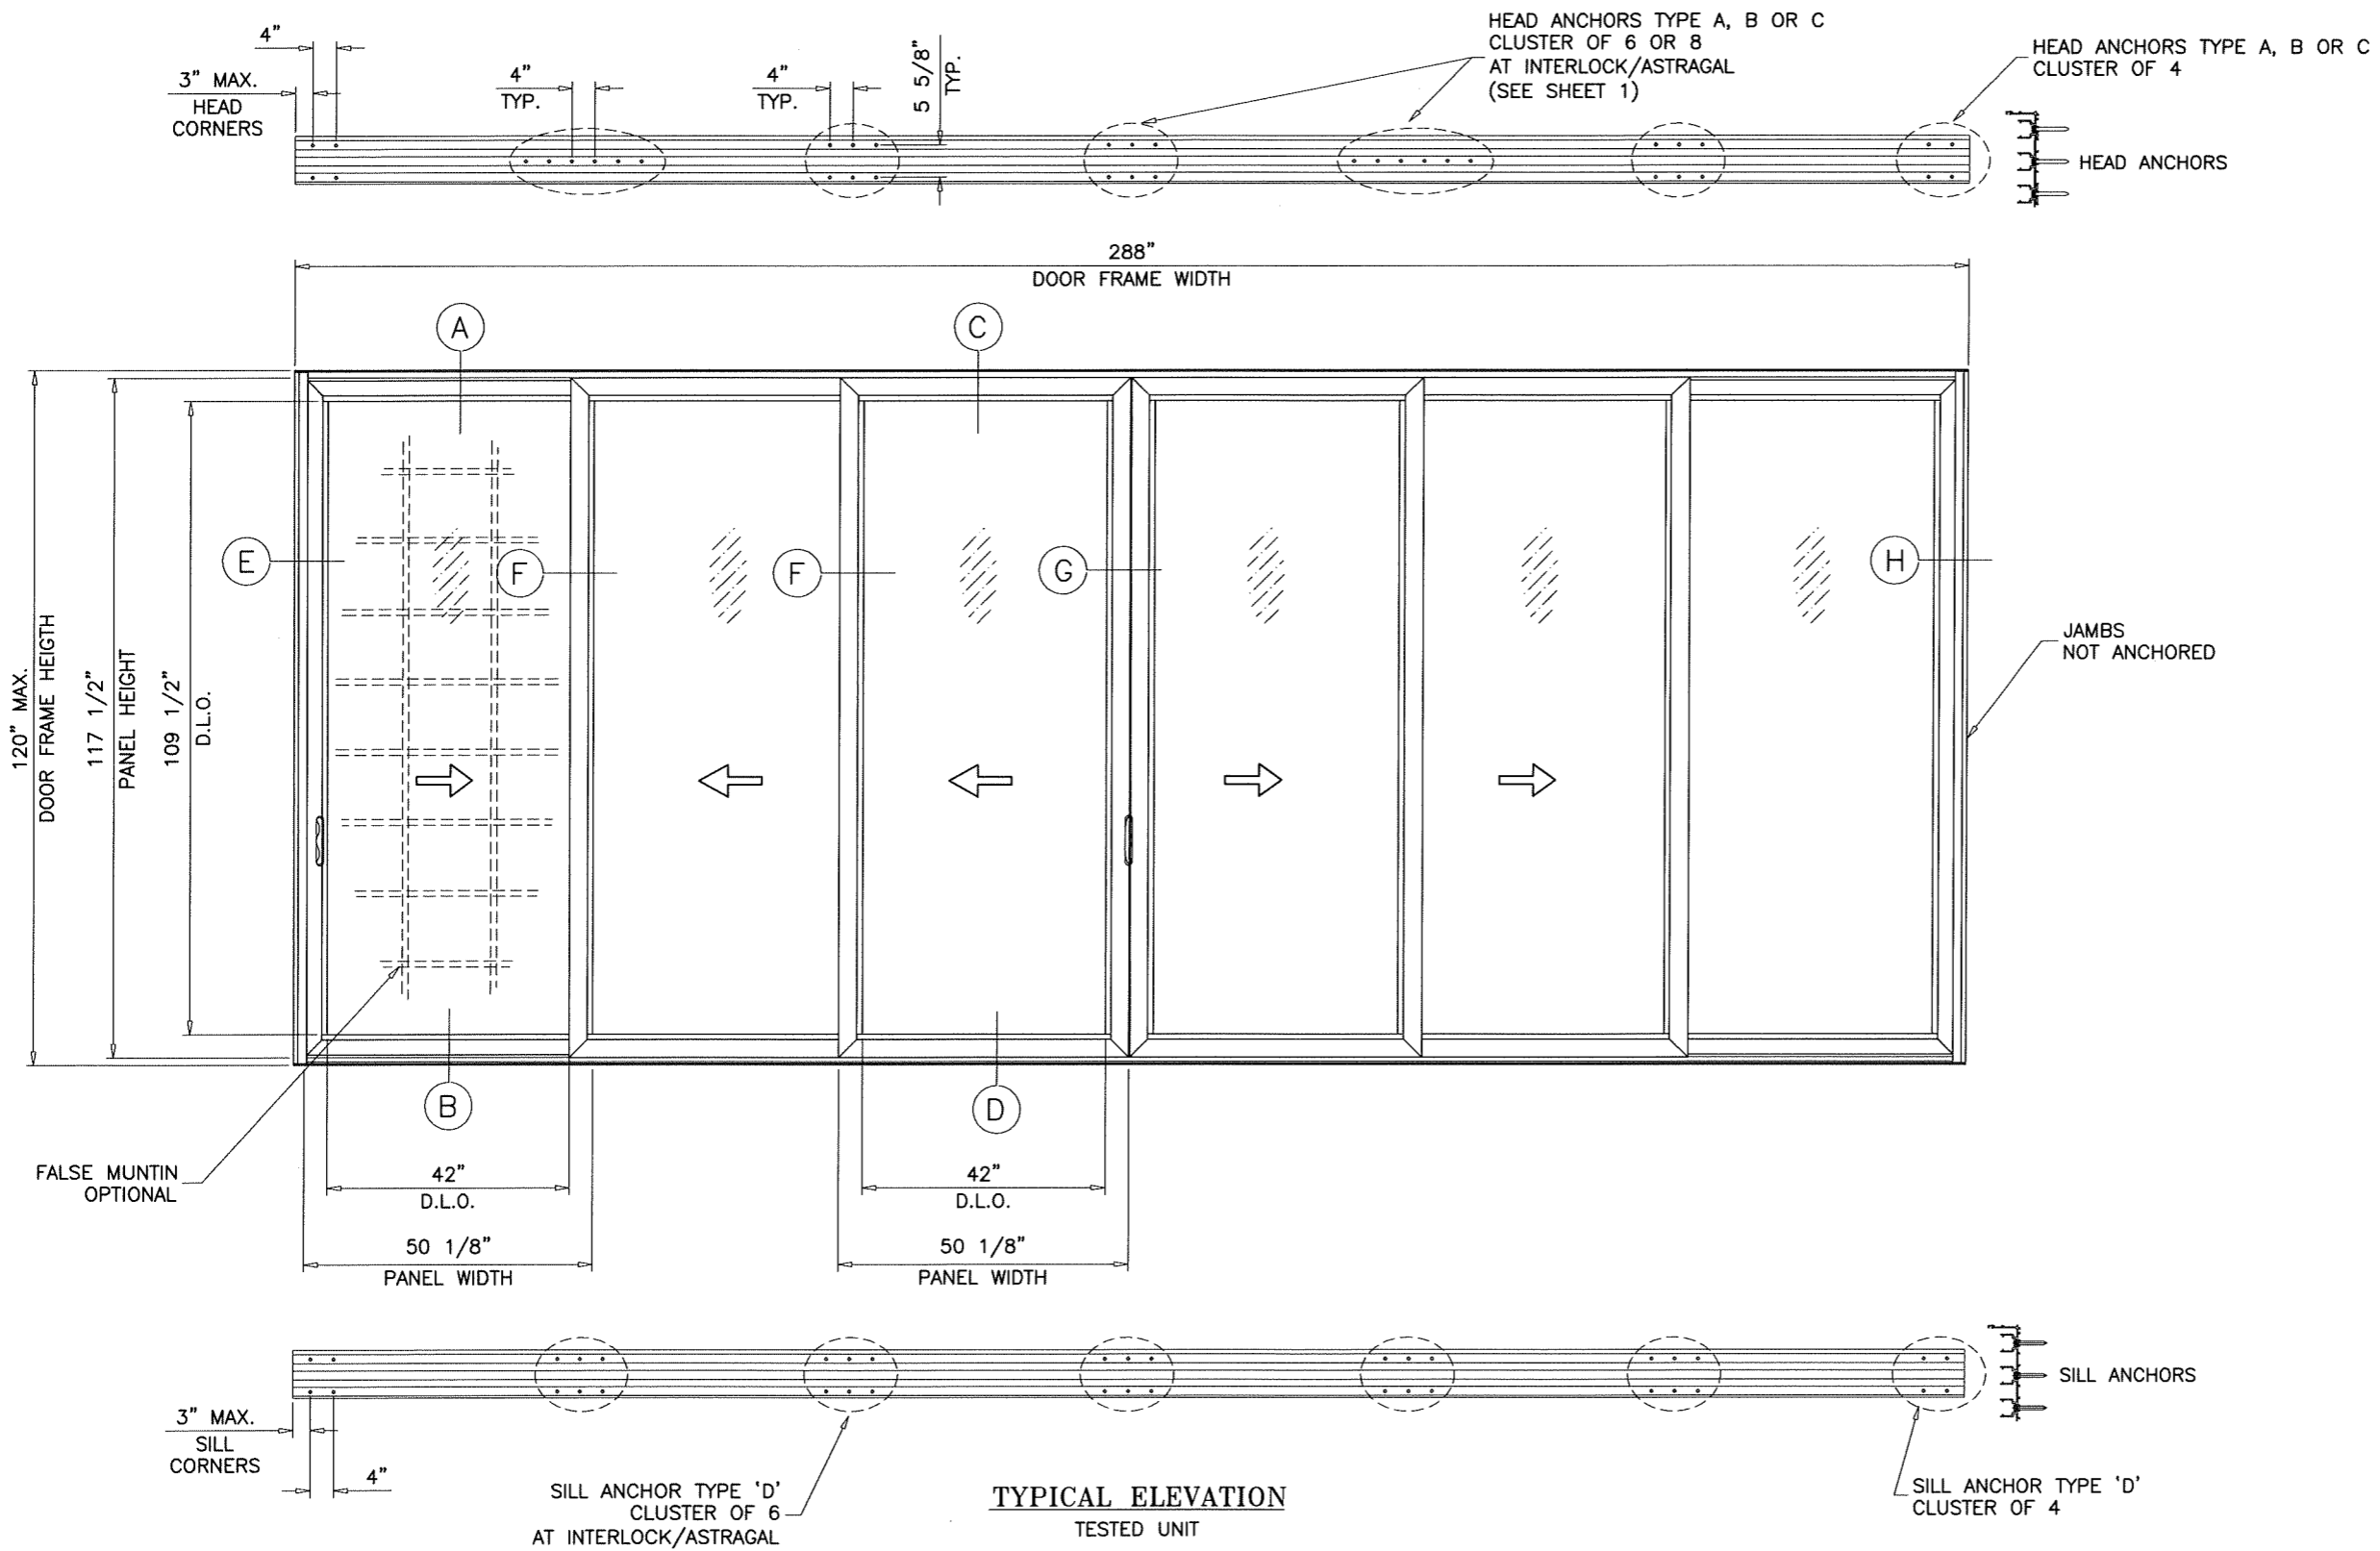 HEAD ANCHORS TYPE A, B OR C
CLUSTER OF 6 OR 8
AT INTERLOCK/ASTRAGAL
(SEE SHEET 1)
HEAD ANCHORS TYPE A, B OR C
CLUSTER OF 4
4"
3" MAX.
HEAD
CORNERS
4"
TYP.
4"
TYP.
5 5/8"
TYP.
HEAD ANCHORS
288"
DOOR FRAME WIDTH
A
C
E
F
F
G
H
120" MAX.
DOOR FRAME HEIGTH
117 1/2"
PANEL HEIGHT
109 1/2"
D.L.O.
JAMBS
NOT ANCHORED
B
D
FALSE MUNTIN
OPTIONAL
42"
D.L.O.
42"
D.L.O.
50 1/8"
PANEL WIDTH
50 1/8"
PANEL WIDTH
SILL ANCHORS
3" MAX.
SILL
CORNERS
4"
SILL ANCHOR TYPE 'D'
CLUSTER OF 6
AT INTERLOCK/ASTRAGAL
TYPICAL ELEVATION
TESTED UNIT
SILL ANCHOR TYPE 'D'
CLUSTER OF 4